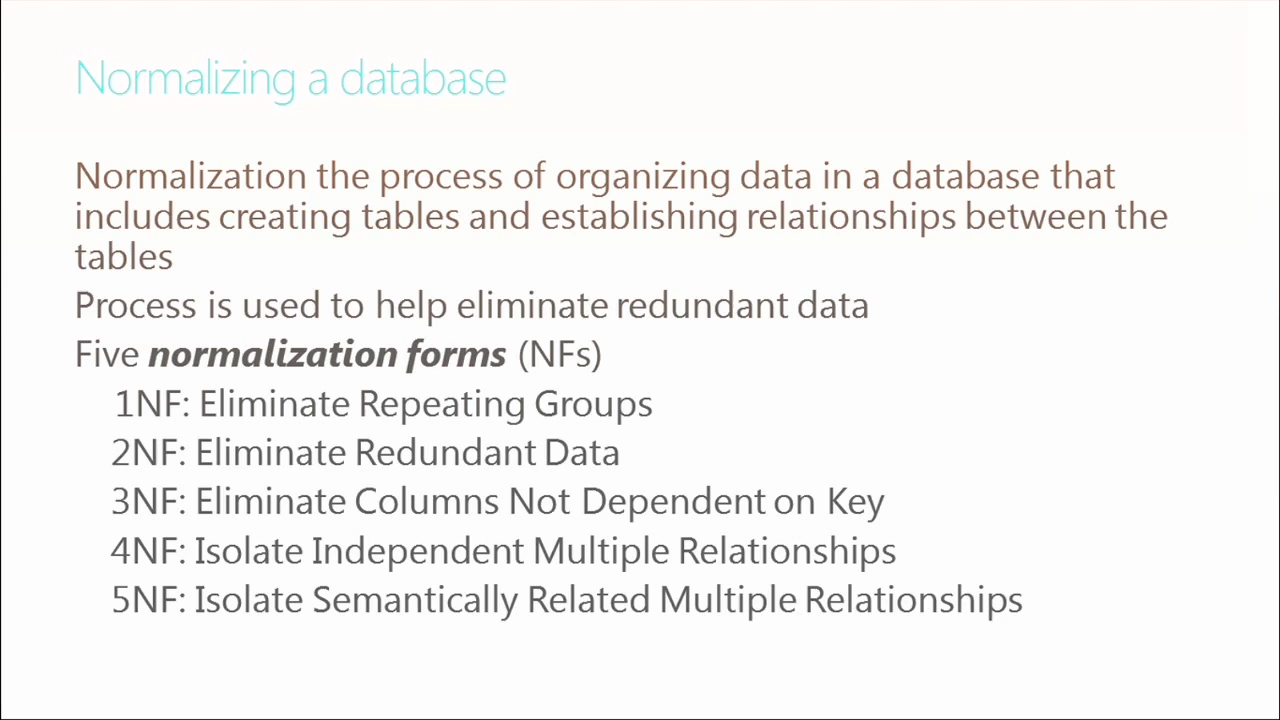 Normalizing a database
Normalization the process of organizing data in a database that
includes creating tables and establishing relationships between the
tables
Process is used to help eliminate redundant data
Five normalization forms (NFs)
1NF: Eliminate Repeating Groups
2NF: Eliminate Redundant Data
3NF: Eliminate Columns Not Dependent on Key
4NF: Isolate Independent Multiple Relationships
5NF: Isolate Semantically Related Multiple Relationships